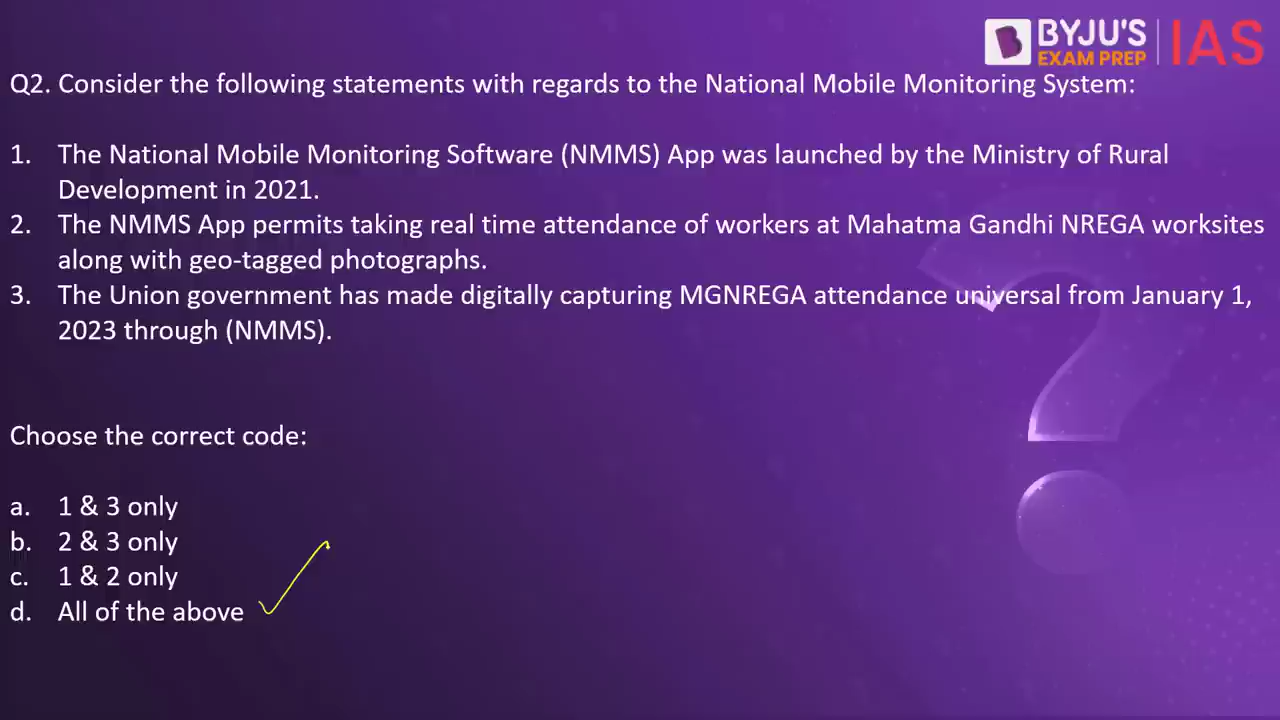 BYJU'S
EXAM PREP
IAS
Q2. Consider the following statements with regards to the National Mobile Monitoring System:
1. The National Mobile Monitoring Software (NMMS) App was launched by the Ministry of Rural
Development in 2021.
2. The NMMS App permits taking real time attendance of workers at Mahatma Gandhi NREGA worksites
along with geo-tagged photographs.
3. The Union government has made digitally capturing MGNREGA attendance universal from January 1,
2023 through (NMMS).
Choose the correct code:
a. 1 & 3 only
b. 2 & 3 only
c. 1 & 2 only
d. All of the above